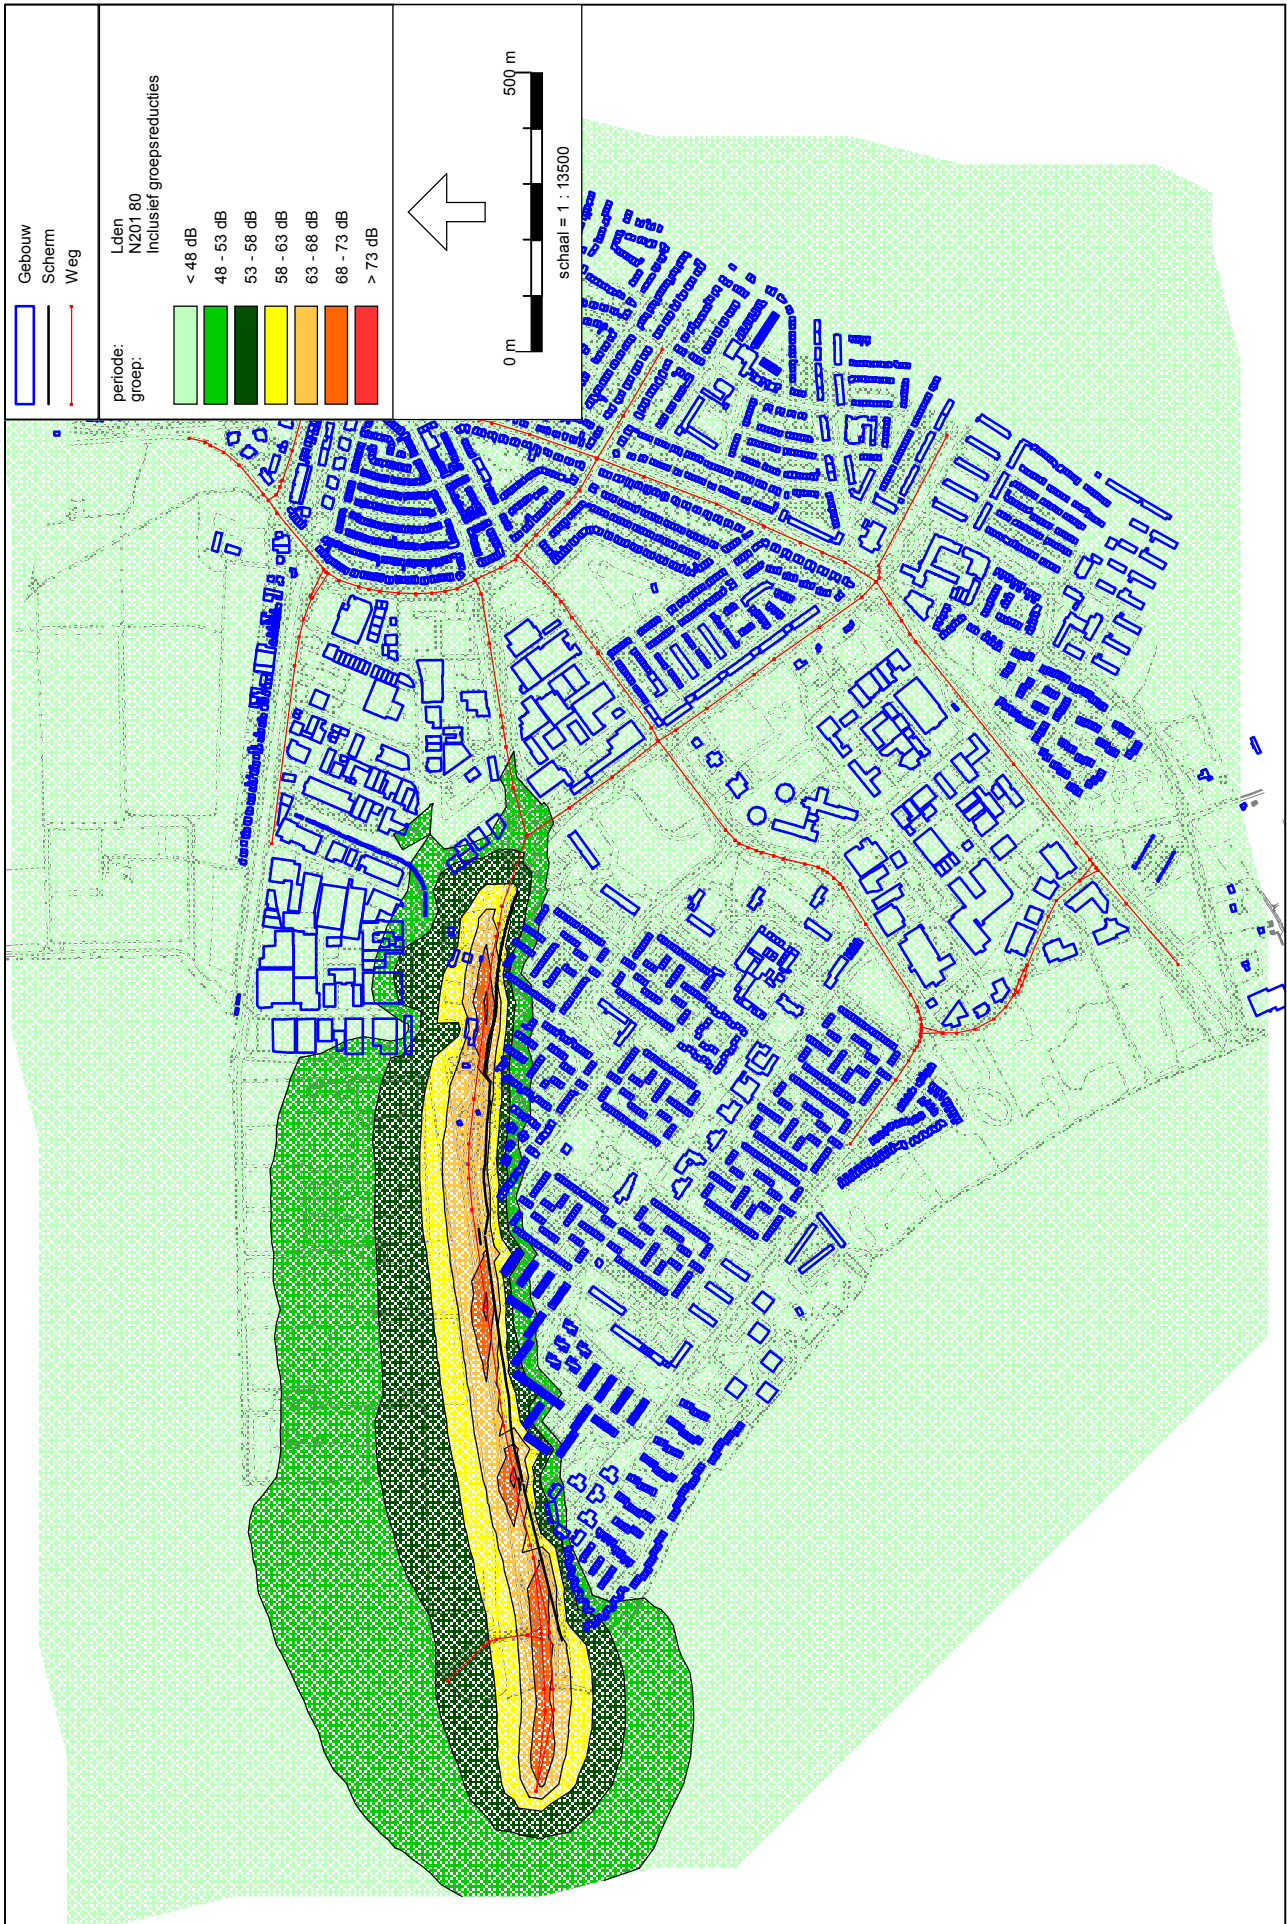 Gebouw
Scherm
Weg
periode: Lden
groep: N201 80
Inclusief groepsreducties
< 48 dB
48 - 53 dB
53 - 58 dB
58 - 63 dB
63 - 68 dB
68 - 73 dB
> 73 dB
0 m 500 m
schaal = 1 : 13500